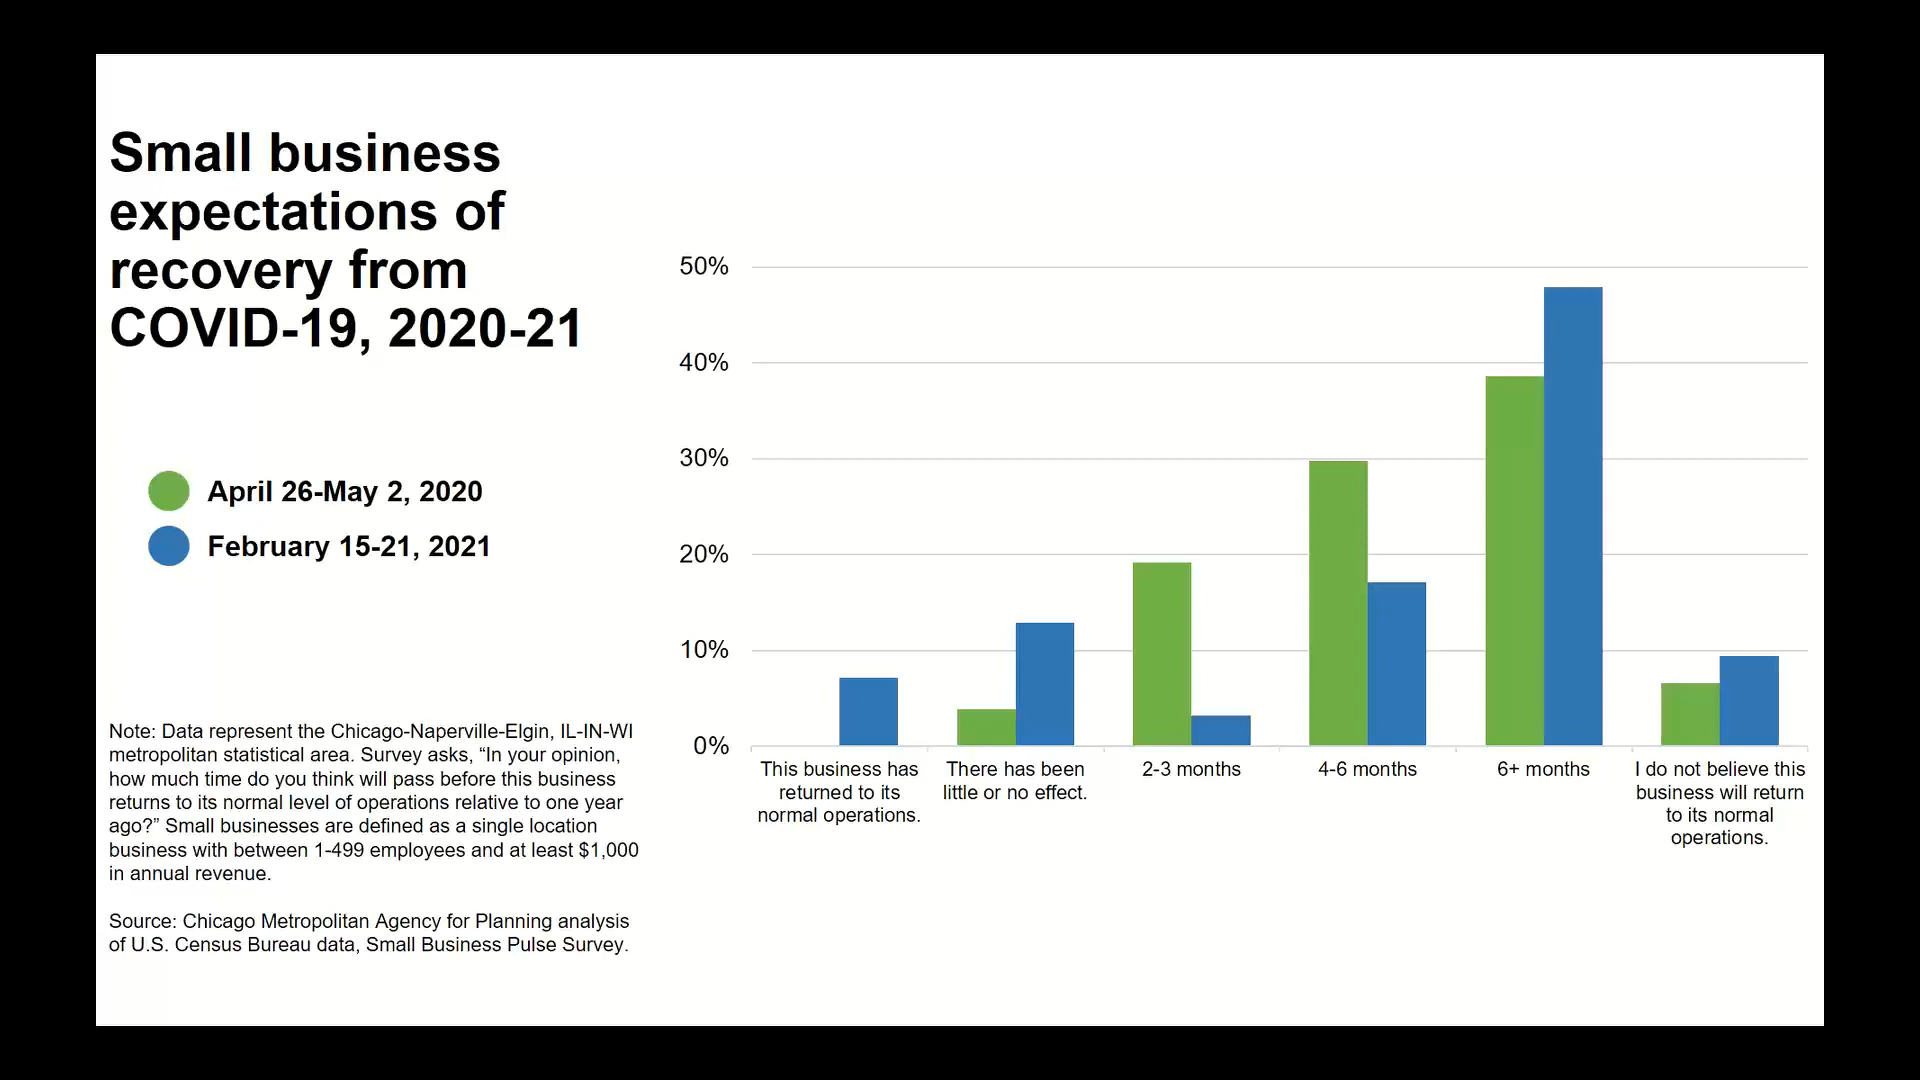 Small business
expectations of
recovery from
COVID-19, 2020-21
April 26-May 2, 2020
February 15-21, 2021
Note: Data represent the Chicago-Naperville-Elgin, IL-IN-WI
metropolitan statistical area. Survey asks, “In your opinion,
how much time do you think will pass before this business
returns to its normal level of operations relative to one year
ago?” Small businesses are defined as a single location
business with between 1-499 employees and at least $1,000
in annual revenue.
Source: Chicago Metropolitan Agency for Planning analysis
of U.S. Census Bureau data, Small Business Pulse Survey.
50%
40%
30%
20%
10%
0%
This business has
returned to its
normal operations.
There has been
little or no effect.
2-3 months
4-6 months
6+ months
I do not believe this
business will return
to its normal
operations.